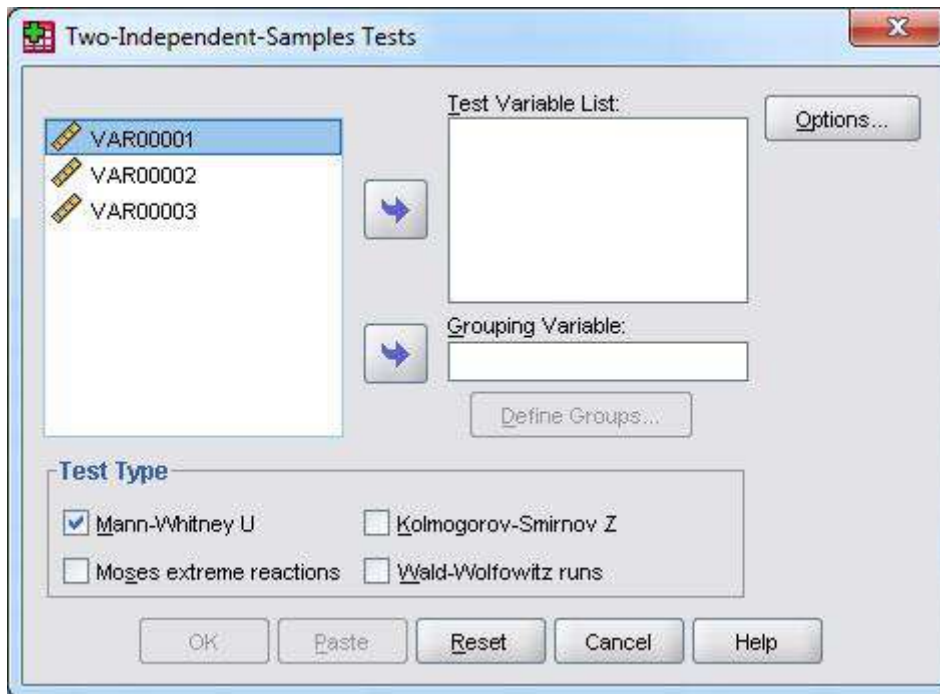 Two-Independent-Samples Tests
X
VAR00001
VAR00002
VAR00003
Test Variable List:
Options...
Grouping Variable:
Define Groups...
Test Type
Mann-Whitney U
Kolmogorov-Smirnov Z
Moses extreme reactions
Wald-Wolfowitz runs
OK
Paste
Reset
Cancel
Help